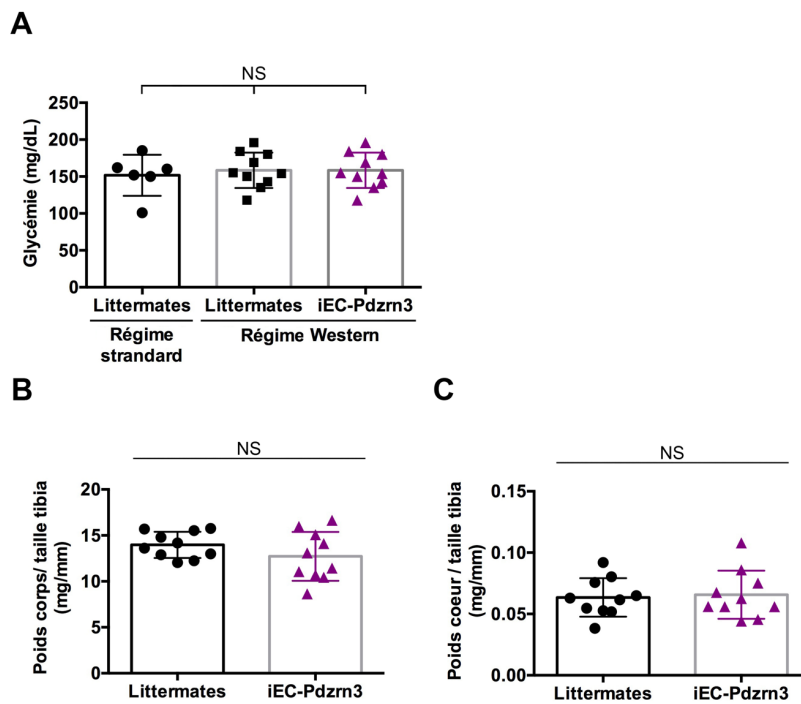 A
NS
Glycémie (mg/dL)
250
200
150
100
50
0
Littermates
Littermates
iEC-Pdzrn3
Régime
strandard
Régime Western
B
NS
Poids corps/ taille tibia
(mg/mm)
20
15
10
5
0
Littermates
iEC-Pdzrn3
C
NS
Poids coeur / taille tibia
(mg/mm)
0.15
0.10
0.05
0.00
Littermates
iEC-Pdzrn3